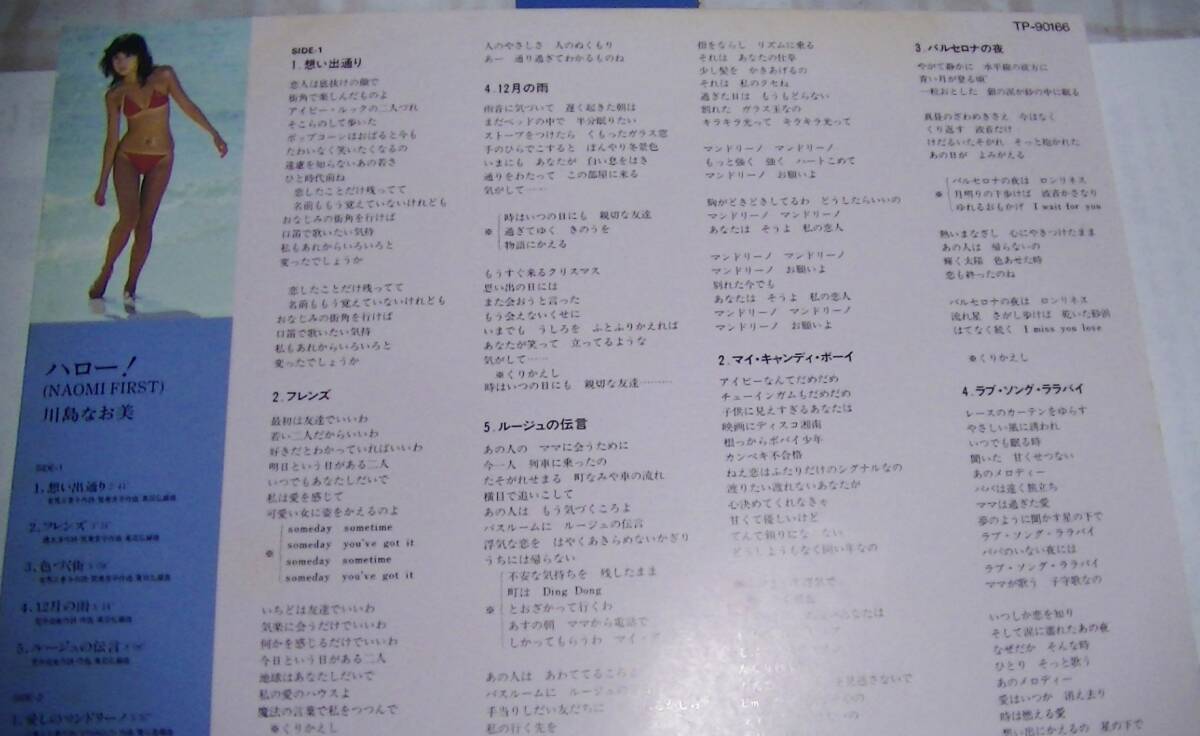 TP-90166
ハロー!
(NAOMI FIRST)
川島なお美
SIDE-1
1.想い出通り
2.フレンズ
3.色・六街
4.12月の雨
5.ルージュの伝言
SIDE-2
1.愛しのマンドリーノ
SIDE-1
1.想い出通り
恋人は底抜けの顔で
街角で楽しんだものよ
アイビー・ルックの二人づれ
そこらのして歩いた
ポップコーンほおばると今も
たわいなく笑いたくなるの
遠慮を知らないあの若さ
ひと時代前ね
恋したことだけ残ってて
名前ももう覚えていないけれども
おなじみの街角を行けば
口笛で歌いたい気持
私もあれからいろいろと
変ったでしょうか
恋したことだけ残ってて
名前ももう覚えていないけれども
おなじみの街角を行けば
口笛で歌いたい気持
私もあれからいろいろと
変ったでしょうか
2.フレンズ
最初は友達でいいわ
若い二人だからいいわ
好きだとわかっていればいいわ
明日という日がある二人
いつでもあなたしだいで
私は愛を感じて
可愛い女に姿をかえるのよ
someday sometime
※ someday you've got it
someday sometime
someday you've got it
いちどは友達でいいわ
気楽に会うだけでいいわ
何かを感じるだけでいいわ
今日という日がある二人
地球はあなたしだいで
私の愛のハウスよ
魔法の言葉で私をつつんで
※くりかえし
人のやさしさ 人のぬくもり
あー 通り過ぎてわかるものね
4.12月の雨
雨音に気づいて 遅く起きた朝は
まだベッドの中で 半分眠りたい
ストーブをつけたら くもったガラス窓
手のひらでこすると ぼんやり冬景色
いまにも あなたが 白い息をはき
通りをわたって この部屋に来る
気がして……
時はいつの日にも 親切な友達
※ 過ぎてゆく きのうを
物語にかえる
もうすぐ来るクリスマス
想い出の日には
また会おうと言った
もう会えないくせに
いまでも うしろを ふとふりかえれば
あなたが笑って 立ってるような
気がして……
※くりかえし
時はいつの日にも 親切な友達………
5.ルージュの伝言
あの人の ママに会うために
今一人 列車に乗ったの
たそがれせまる 町なみや車の流れ
横目で追いこして
あの人は もう気づくころよ
バスルームに ルージュの伝言
浮気な恋を はやくあきらめないかぎり
うちには帰らない
不安な気持ちを 残したまま
町は Ding Dong
※ とおざかって行くわ
あすの朝 ママから電話で
しかってもらうわ マイ・
あの人は あわててるころよ
バスルームに ルージュの
手当りしだい友だちに
私の行く先を
指をならし リズムに乗る
それは あなたの仕草
少し髪を かきあげるの
それは 私のクセね
過ぎた日は もうもどらない
割れた ガラス玉なの
キラキラ光って キラキラ光って
マンドリーノ マンドリーノ
もっと強く 強く ハートこめて
マンドリーノ お願いよ
胸がどきどきしてるわ どうしたらいいの
マンドリーノ マンドリーノ
あなたは そうよ 私の恋人
マンドリーノ マンドリーノ
マンドリーノ お願いよ
別れた今でも
あなたは そうよ 私の恋人
マンドリーノ マンドリーノ
マンドリーノ お願いよ
2.マイ・キャンディ・ボーイ
アイビーなんてだめだめ
チューインガムもだめだめ
子供に見えすぎるあなたは
映画にディスコ湘南
根っからポパイ少年
カンペキ不合格
ねえ恋はふたりだけのシグナルなの
渡りたい渡れないあなたが
心決めてくれなきゃ
甘くて優しいけど
てんで頼りにならない
どうしようもなく同い年なの
3.バルセロナの夜
やがて静かに 水平線の彼方に
青い月が登る頃
一粒おとした 銀の涙が砂の中に眠る
真昼のざわめきさえ 今はなく
くり返す 波音だけ
けだるいたそがれ そっと抱かれた
あの日が よみがえる
バルセロナの夜は ロンリネス
※ 月明りの下歩けば 波音かさなり
ゆれるおもかげ I wait for you
熱いまなざし 心にやきつけたまま
あの人は 帰らないの
輝く太陽 色あせた時
恋も終ったのね
バルセロナの夜は ロンリネス
流れ星 さがし歩けば 乾いた砂浜
はてなく続く I miss you lose
※くりかえし
4.ラブ・ソング・ララバイ
レースのカーテンをゆらす
やさしい風に誘われ
いつでも眠る時
聞いた 甘くせつない
あのメロディー
パパは遠く旅立ち
ママは過ぎた愛
夢のように聞かす星の下で
ラブ・ソング・ララバイ
パパのいない夜には
ラブ・ソング・ララバイ
ママが歌う 子守歌なの
いつしか恋を知り
そして涙に濡れたあの夜
なぜだか そんな時
ひとり そっと歌う
あのメロディー
愛はいつか 消え去り
時は燃える愛
想い出にかえるの 星の下で